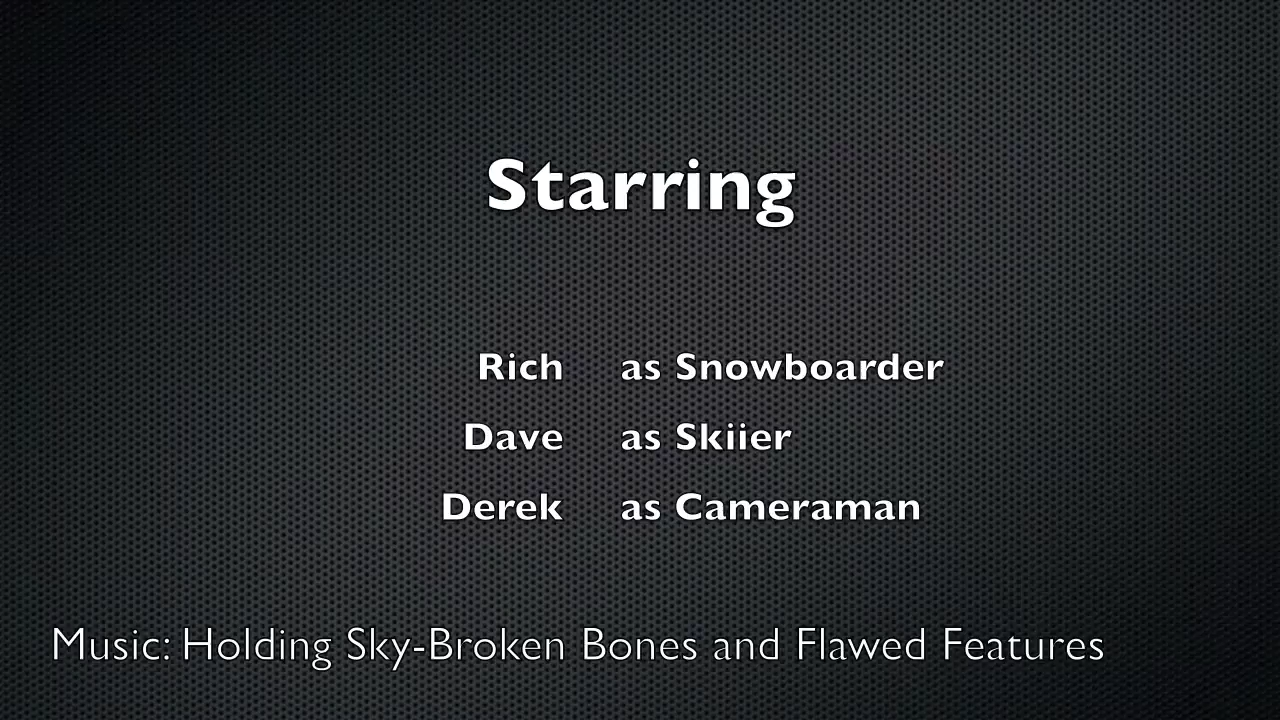 Starring
Rich as Snowboarder
Dave as Skiier
Derek as Cameraman
Music: Holding Sky-Broken Bones and Flawed Features